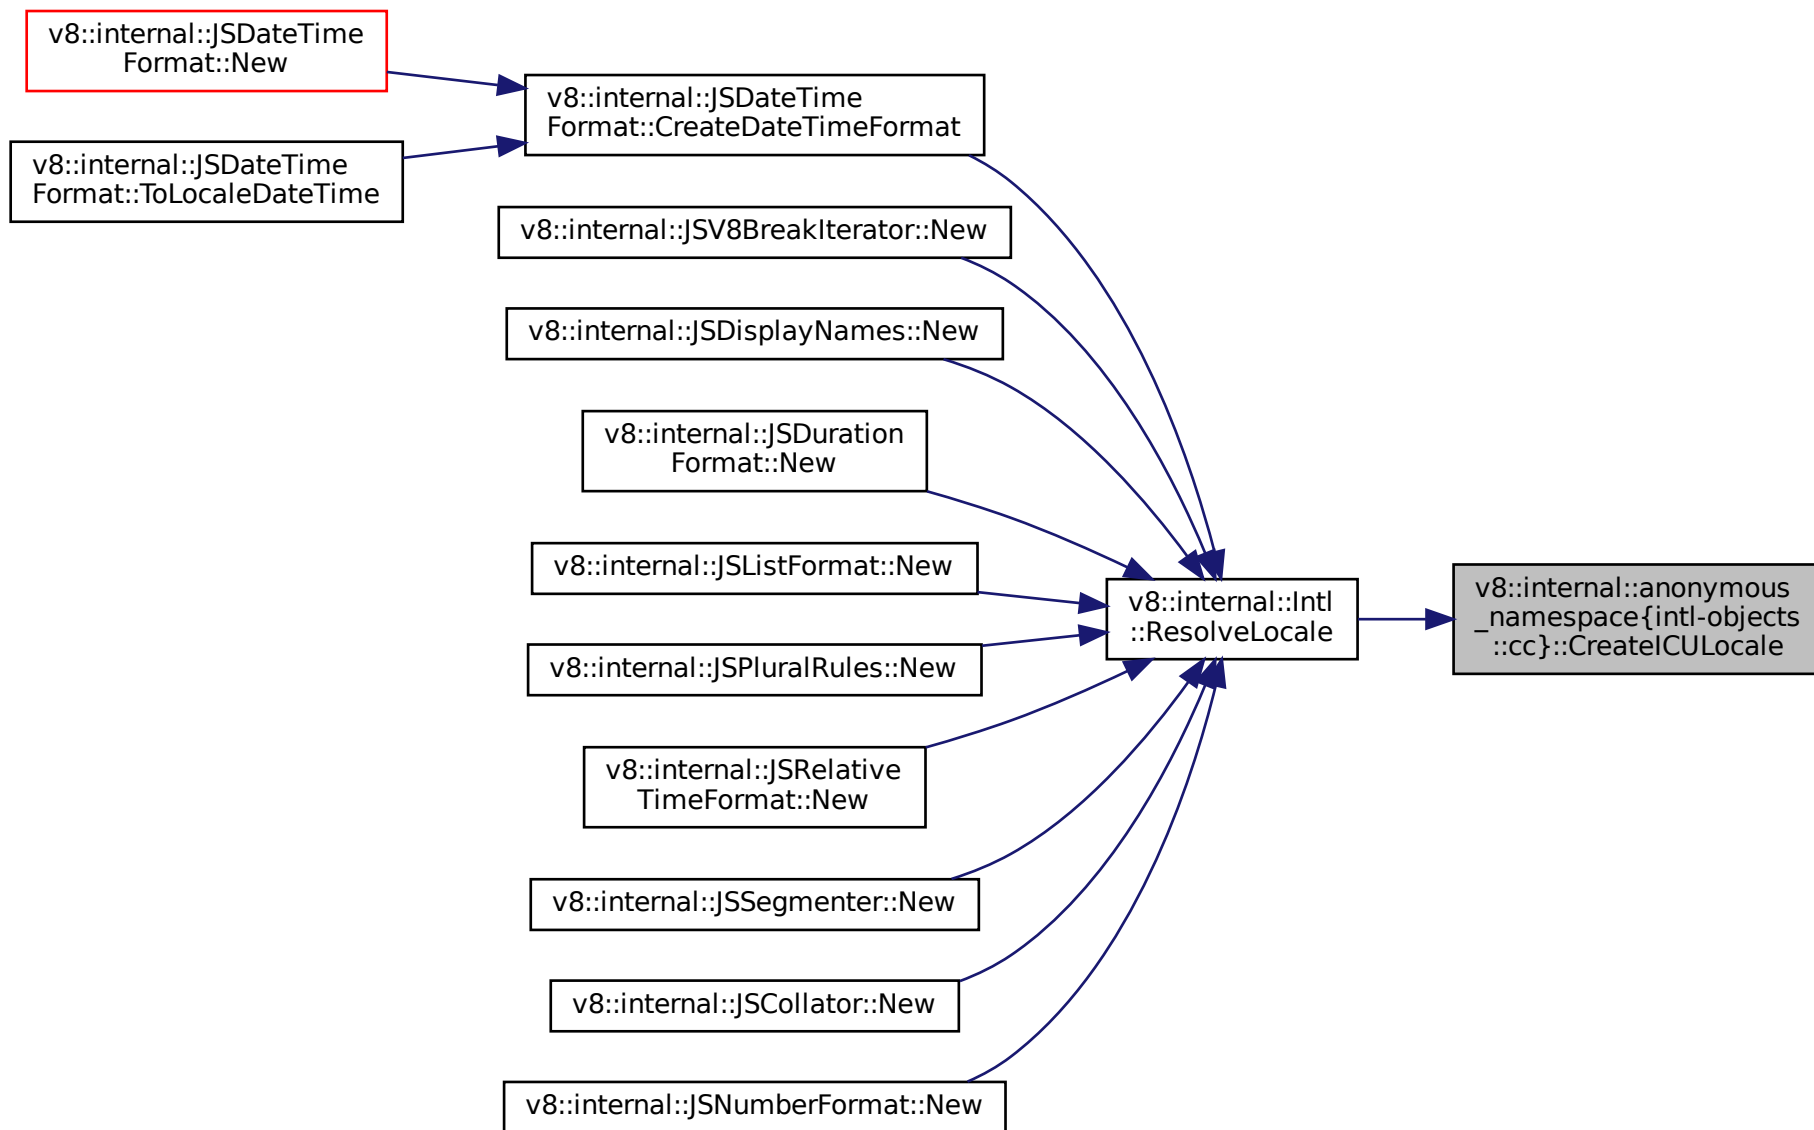 v8::internal::JSDateTime
Format::New
v8::internal::JSDateTime
Format::ToLocaleDateTime
v8::internal::JSDateTime
Format::CreateDateTimeFormat
v8::internal::JSV8BreakIterator::New
v8::internal::JSDisplayNames::New
v8::internal::JSDuration
Format::New
v8::internal::JSListFormat::New
v8::internal::JSPluralRules::New
v8::internal::JSRelative
TimeFormat::New
v8::internal::JSSegmenter::New
v8::internal::JSCollator::New
v8::internal::JSNumberFormat::New
v8::internal::Intl
::ResolveLocale
v8::internal::anonymous
_namespace{intl-objects
::cc}::CreateICULocale